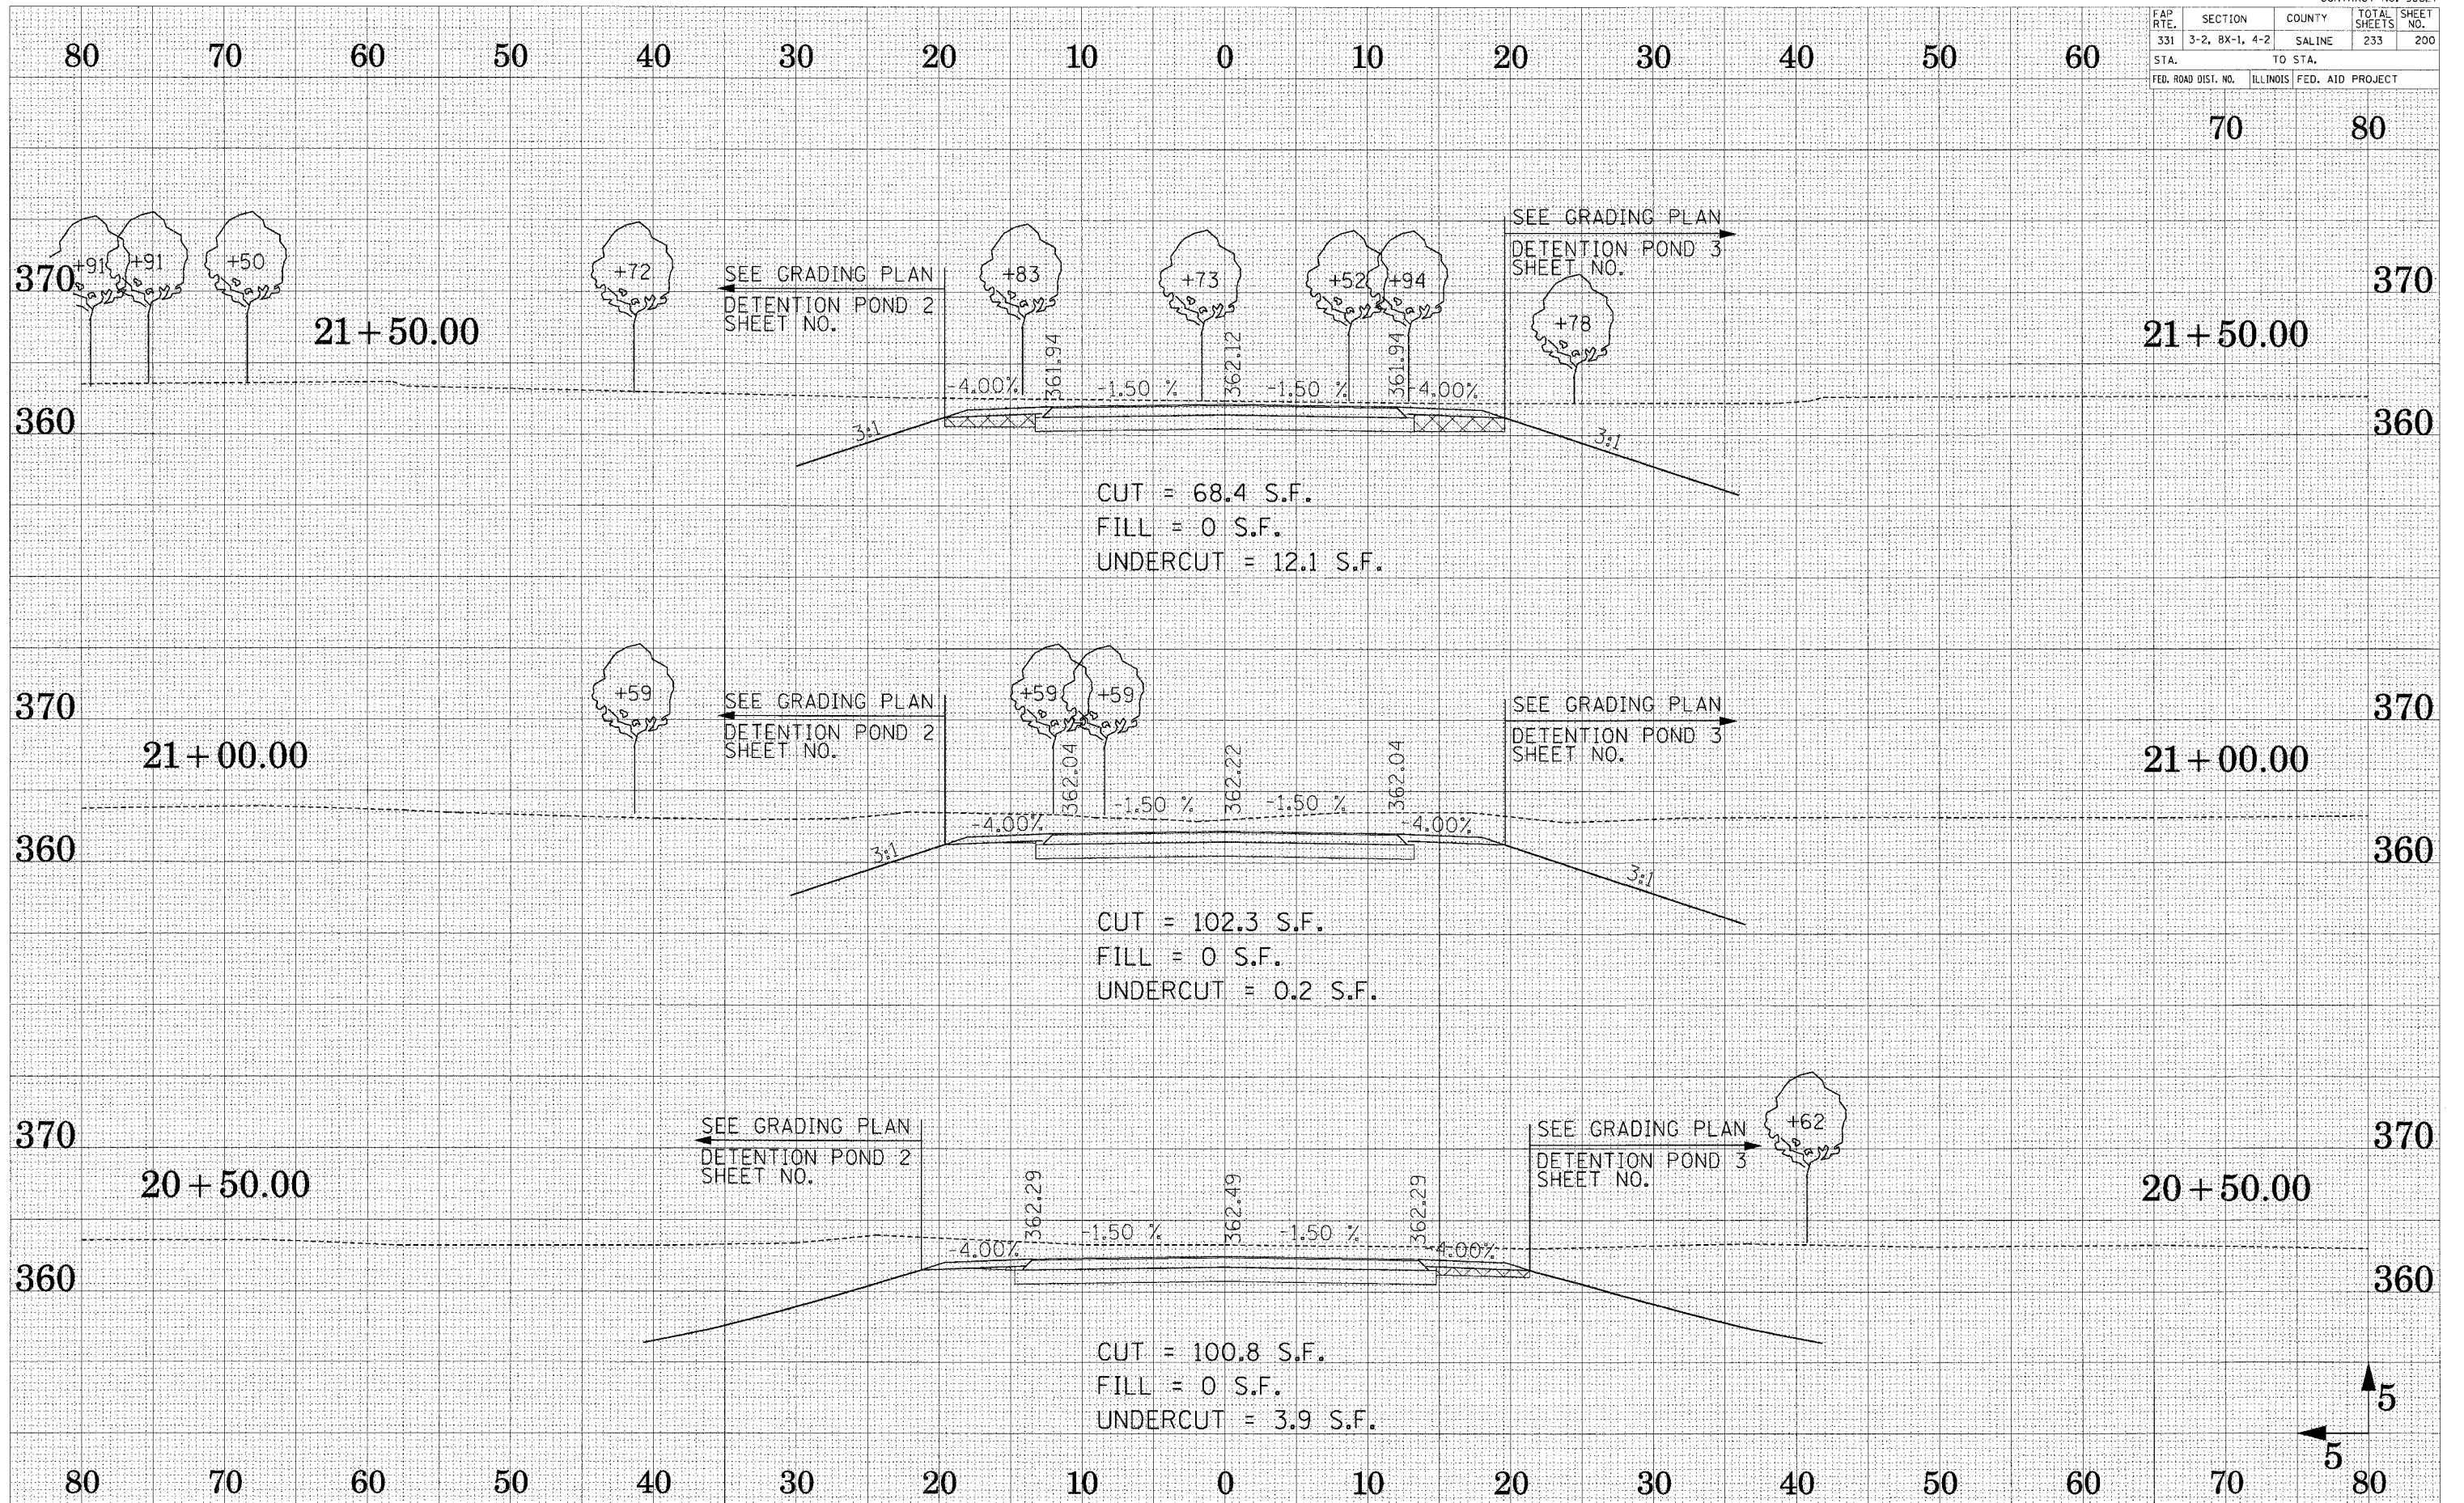 FAP RTE. SECTION COUNTY TOTAL SHEETS SHEET NO.
331 3-2, 8X-1, 4-2 SALINE 233 200
STA. TO STA.
FED. ROAD DIST. NO. ILLINOIS FED. AID PROJECT
80 70 60 50 40 30 20 10 0 10 20 30 40 50 60
70 80
+91 +91 +50 +72 +83 +73 +52 +94 +78
SEE GRADING PLAN
DETENTION POND 2
SHEET NO.
SEE GRADING PLAN
DETENTION POND 3
SHEET NO.
370 370
21+50.00 21+50.00
361.94 362.12 361.94
-4.00% -1.50 % -1.50 % -4.00%
360 360
3:1 3:1
CUT = 68.4 S.F.
FILL = 0 S.F.
UNDERCUT = 12.1 S.F.
+59 +59 +59
SEE GRADING PLAN
DETENTION POND 2
SHEET NO.
SEE GRADING PLAN
DETENTION POND 3
SHEET NO.
370 370
21+00.00 21+00.00
362.04 362.22 362.04
-4.00% -1.50 % -1.50 % -4.00%
360 360
3:1 3:1
CUT = 102.3 S.F.
FILL = 0 S.F.
UNDERCUT = 0.2 S.F.
+62
SEE GRADING PLAN
DETENTION POND 2
SHEET NO.
SEE GRADING PLAN
DETENTION POND 3
SHEET NO.
370 370
20+50.00 20+50.00
362.29 362.49 362.29
-4.00% -1.50 % -1.50 % -4.00%
360 360
CUT = 100.8 S.F.
FILL = 0 S.F.
UNDERCUT = 3.9 S.F.
5
5
80 70 60 50 40 30 20 10 0 10 20 30 40 50 60 70 80